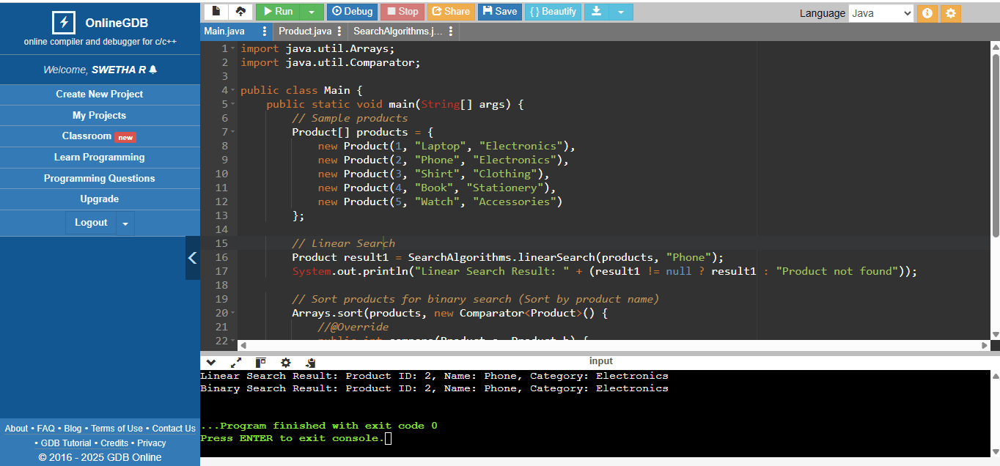 OnlineGDB
online compiler and debugger for c/c++
Welcome, SWETHA R
Create New Project
My Projects
Classroom new
Learn Programming
Programming Questions
Upgrade
Logout
About • FAQ • Blog • Terms of Use • Contact Us
• GDB Tutorial • Credits • Privacy
© 2016 - 2025 GDB Online
Run Debug Stop Share Save { } Beautify Language Java
Main.java Product.java SearchAlgorithms.j...
1 import java.util.Arrays;
2 import java.util.Comparator;
3
4 public class Main {
5 public static void main(String[] args) {
6 // Sample products
7 Product[] products = {
8 new Product(1, "Laptop", "Electronics"),
9 new Product(2, "Phone", "Electronics"),
10 new Product(3, "Shirt", "Clothing"),
11 new Product(4, "Book", "Stationery"),
12 new Product(5, "Watch", "Accessories")
13 };
14
15 // Linear Search
16 Product result1 = SearchAlgorithms.linearSearch(products, "Phone");
17 System.out.println("Linear Search Result: " + (result1 != null ? result1 : "Product not found"));
18
19 // Sort products for binary search (Sort by product name)
20 Arrays.sort(products, new Comparator<Product>() {
21 //@Override
22 public int compare(Product a, Product b) {
input
Linear Search Result: Product ID: 2, Name: Phone, Category: Electronics
Binary Search Result: Product ID: 2, Name: Phone, Category: Electronics
...Program finished with exit code 0
Press ENTER to exit console.